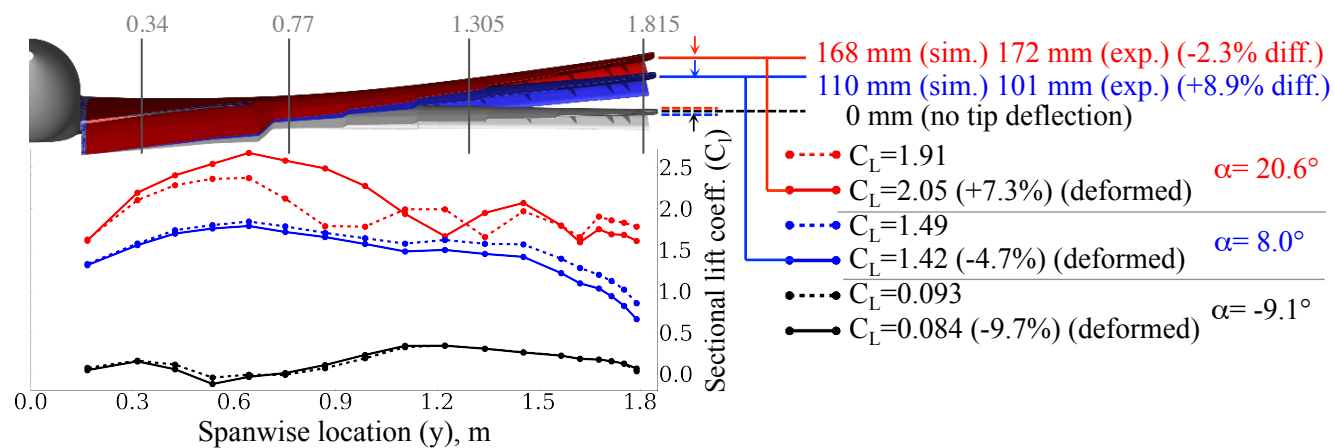 0.34 0.77 1.305 1.815
168 mm (sim.) 172 mm (exp.) (-2.3% diff.)
110 mm (sim.) 101 mm (exp.) (+8.9% diff.)
0 mm (no tip deflection)
C_L=1.91
C_L=2.05 (+7.3%) (deformed)
α= 20.6°
C_L=1.49
C_L=1.42 (-4.7%) (deformed)
α= 8.0°
C_L=0.093
C_L=0.084 (-9.7%) (deformed)
α= -9.1°
2.5
2.0
1.5
1.0
0.5
0.0
Sectional lift coeff. (C_l)
0.0 0.3 0.6 0.9 1.2 1.5 1.8
Spanwise location (y), m